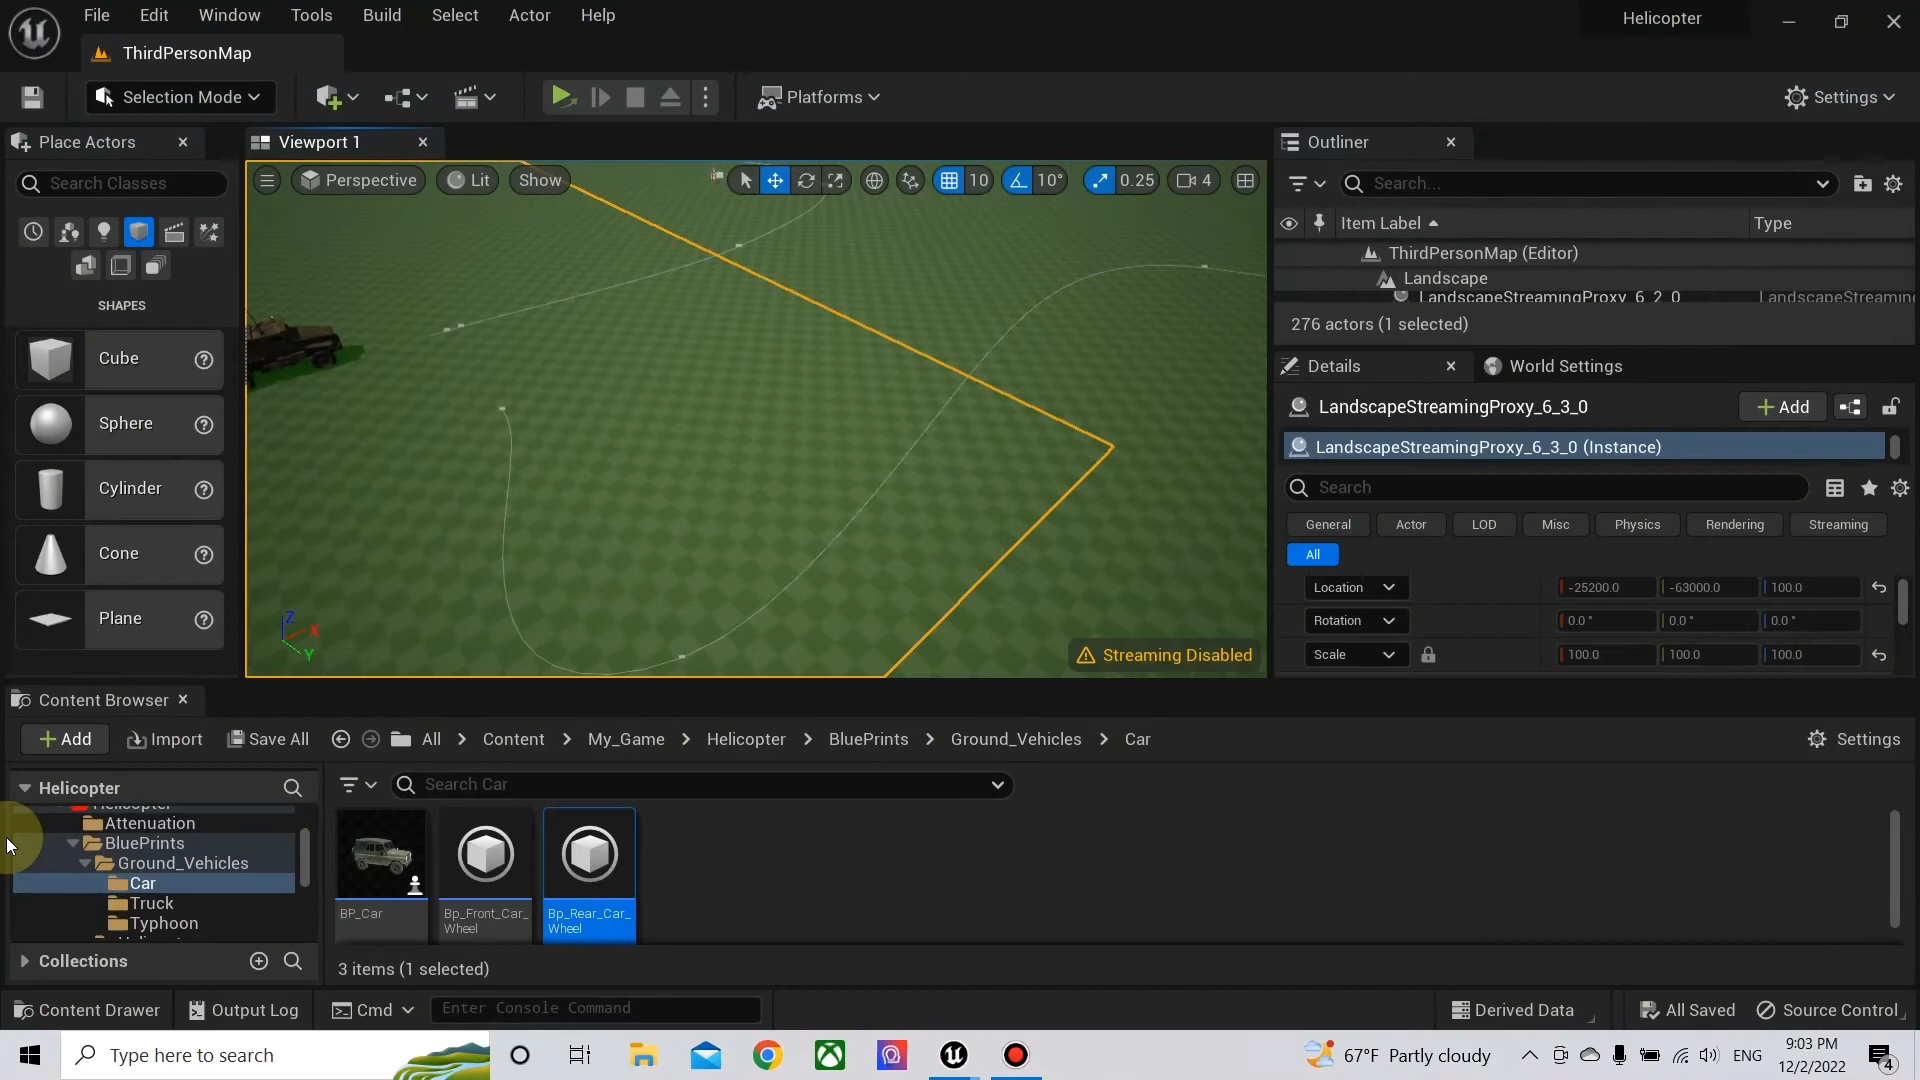 File Edit Window Tools Build Select Actor Help
Helicopter
ThirdPersonMap
Selection Mode
Platforms
Settings
Place Actors
Viewport 1
Outliner
Search Classes
Perspective
Lit
Show
10
10°
0.25
4
Search...
Item Label
Type
ThirdPersonMap (Editor)
Landscape
LandscapeStreamingProxy_6_2_0
LandscapeStreamin
276 actors (1 selected)
SHAPES
Cube
Sphere
Cylinder
Cone
Plane
Details
World Settings
LandscapeStreamingProxy_6_3_0
Add
LandscapeStreamingProxy_6_3_0 (Instance)
Search
General
Actor
LOD
Misc
Physics
Rendering
Streaming
All
Location
-25200.0
-63000.0
100.0
Rotation
0.0 °
0.0 °
0.0 °
Scale
100.0
100.0
100.0
Z
X
Y
Streaming Disabled
Content Browser
Add
Import
Save All
All > Content > My_Game > Helicopter > BluePrints > Ground_Vehicles > Car
Settings
Helicopter
Search Car
Helicopter
Attenuation
BluePrints
Ground_Vehicles
Car
Truck
Typhoon
BP_Car
Bp_Front_Car_
Wheel
Bp_Rear_Car_
Wheel
Collections
3 items (1 selected)
Content Drawer
Output Log
Cmd
Enter Console Command
Derived Data
All Saved
Source Control
Type here to search
67°F Partly cloudy
ENG
9:03 PM
12/2/2022
4